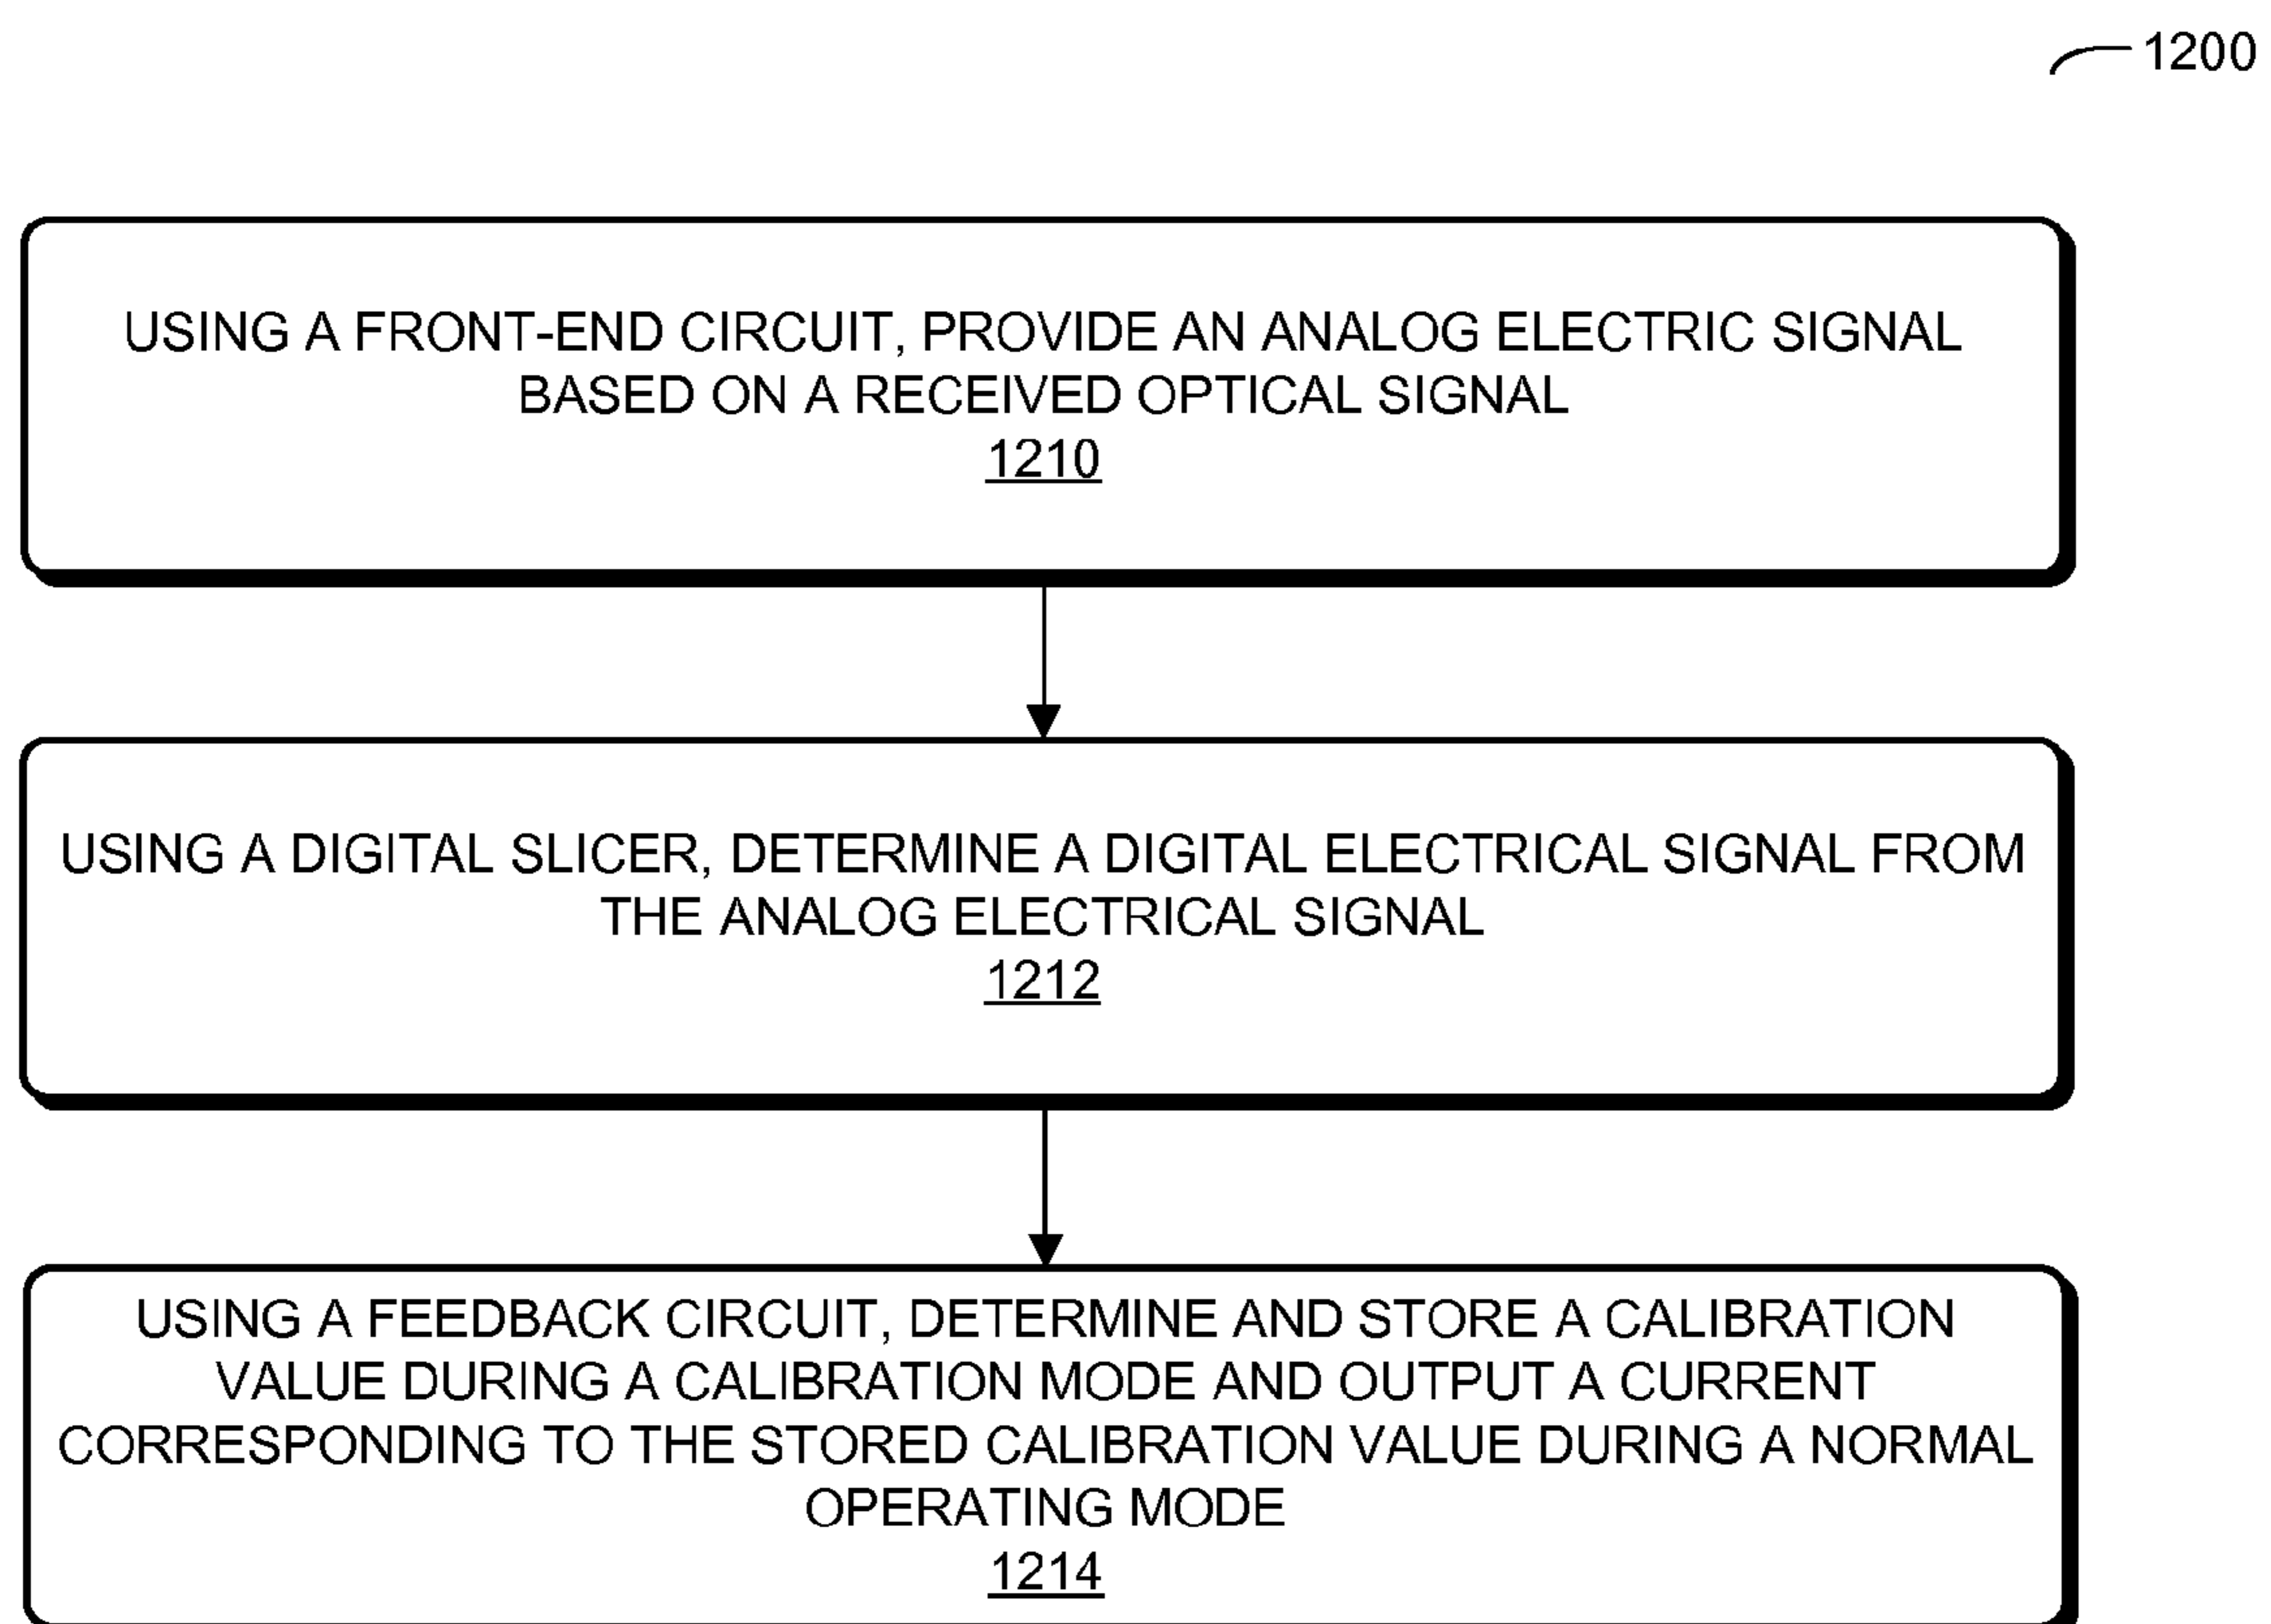 1200
USING A FRONT-END CIRCUIT, PROVIDE AN ANALOG ELECTRIC SIGNAL
BASED ON A RECEIVED OPTICAL SIGNAL
1210
USING A DIGITAL SLICER, DETERMINE A DIGITAL ELECTRICAL SIGNAL FROM
THE ANALOG ELECTRICAL SIGNAL
1212
USING A FEEDBACK CIRCUIT, DETERMINE AND STORE A CALIBRATION
VALUE DURING A CALIBRATION MODE AND OUTPUT A CURRENT
CORRESPONDING TO THE STORED CALIBRATION VALUE DURING A NORMAL
OPERATING MODE
1214